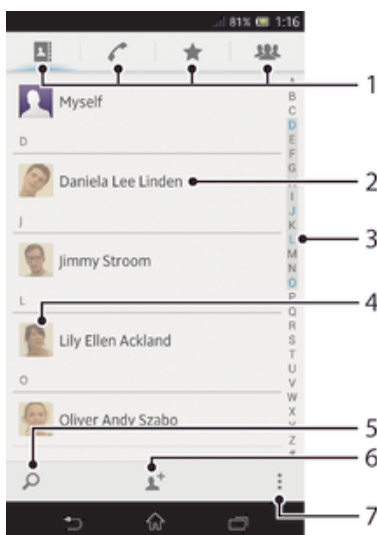 81% 1:16
1
Myself
B
C
D
D
E
F
Daniela Lee Linden
2
G
I
J
J
K
L
3
Jimmy Stroom
M
N
O
L
P
4
Q
R
Lily Ellen Ackland
S
T
U
O
V
W
X
Oliver Andy Szabo
Y
5
Z
#
6
7